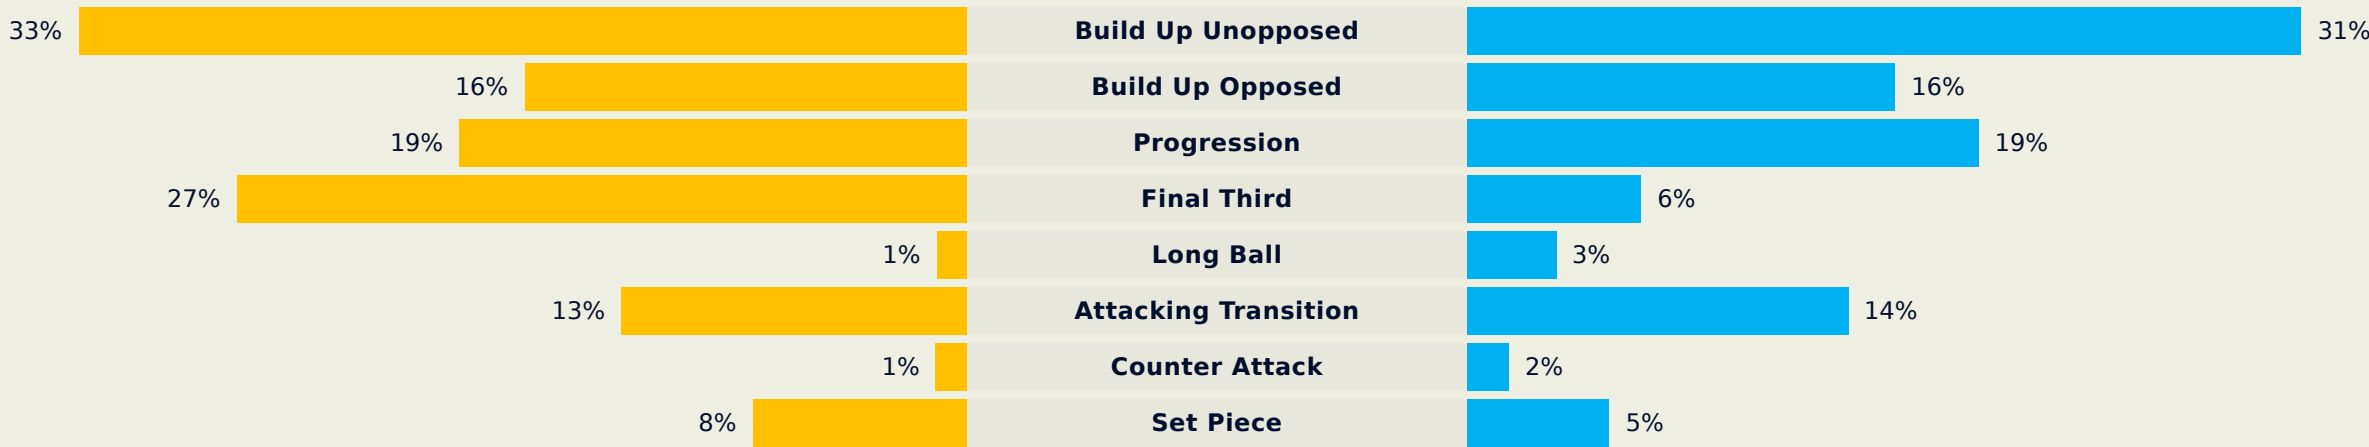 33% Build Up Unopposed 31%
16% Build Up Opposed 16%
19% Progression 19%
27% Final Third 6%
1% Long Ball 3%
13% Attacking Transition 14%
1% Counter Attack 2%
8% Set Piece 5%